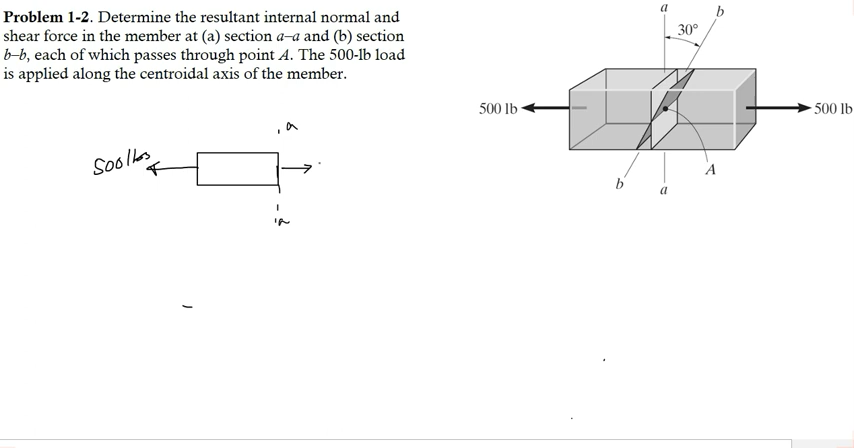 Problem 1-2. Determine the resultant internal normal and
shear force in the member at (a) section a–a and (b) section
b–b, each of which passes through point A. The 500-lb load
is applied along the centroidal axis of the member.
a
b
30°
500 lb
500 lb
A
b
a
a
500 lbs
a